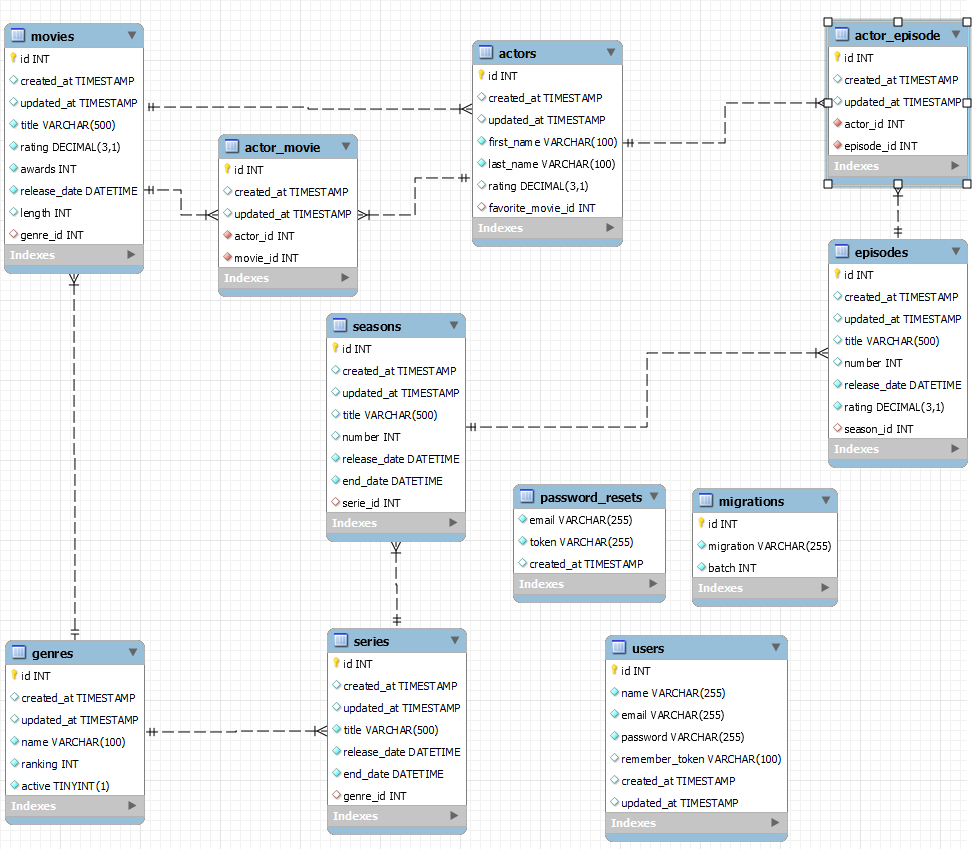 movies
id INT
created_at TIMESTAMP
updated_at TIMESTAMP
title VARCHAR(500)
rating DECIMAL(3,1)
awards INT
release_date DATETIME
length INT
genre_id INT
Indexes
actor_movie
id INT
created_at TIMESTAMP
updated_at TIMESTAMP
actor_id INT
movie_id INT
Indexes
actors
id INT
created_at TIMESTAMP
updated_at TIMESTAMP
first_name VARCHAR(100)
last_name VARCHAR(100)
rating DECIMAL(3,1)
favorite_movie_id INT
Indexes
actor_episode
id INT
created_at TIMESTAMP
updated_at TIMESTAMP
actor_id INT
episode_id INT
Indexes
episodes
id INT
created_at TIMESTAMP
updated_at TIMESTAMP
title VARCHAR(500)
number INT
release_date DATETIME
rating DECIMAL(3,1)
season_id INT
Indexes
seasons
id INT
created_at TIMESTAMP
updated_at TIMESTAMP
title VARCHAR(500)
number INT
release_date DATETIME
end_date DATETIME
serie_id INT
Indexes
password_resets
email VARCHAR(255)
token VARCHAR(255)
created_at TIMESTAMP
Indexes
migrations
id INT
migration VARCHAR(255)
batch INT
Indexes
genres
id INT
created_at TIMESTAMP
updated_at TIMESTAMP
name VARCHAR(100)
ranking INT
active TINYINT(1)
Indexes
series
id INT
created_at TIMESTAMP
updated_at TIMESTAMP
title VARCHAR(500)
release_date DATETIME
end_date DATETIME
genre_id INT
Indexes
users
id INT
name VARCHAR(255)
email VARCHAR(255)
password VARCHAR(255)
remember_token VARCHAR(100)
created_at TIMESTAMP
updated_at TIMESTAMP
Indexes